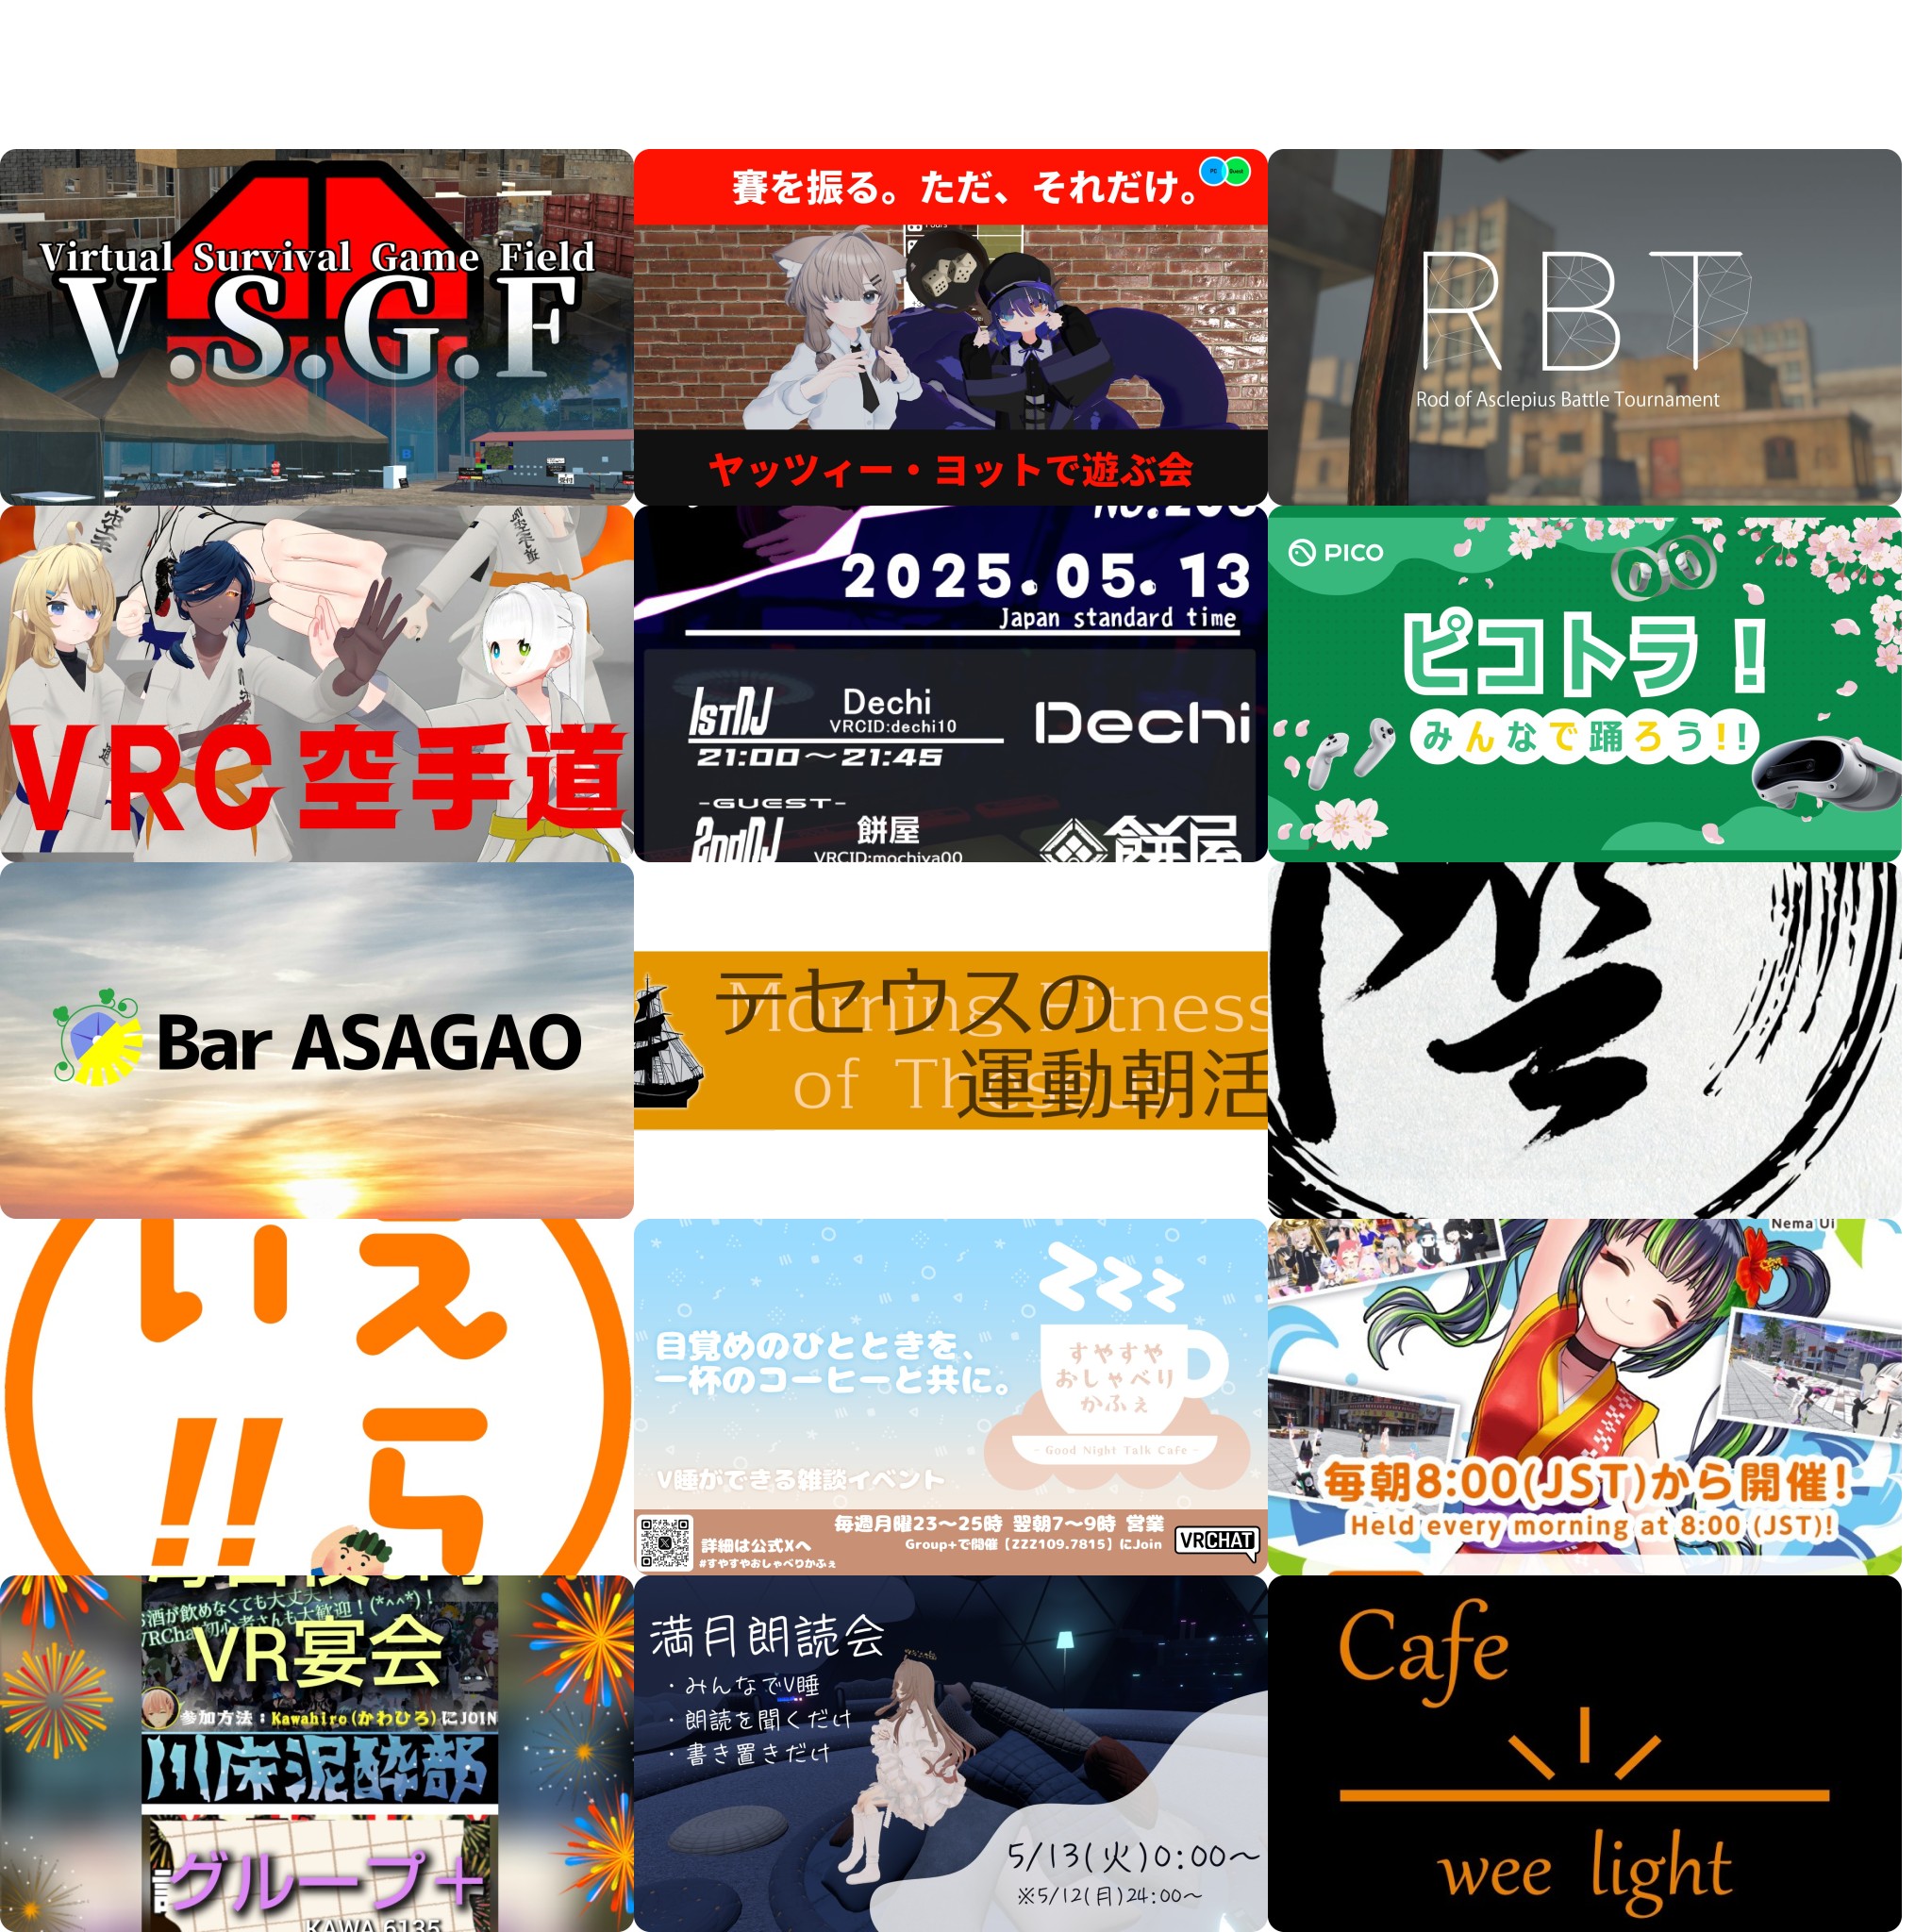 Virtual Survival Game Field
V.S.G.F
受付
賽を振る。ただ、それだけ。
PC
Quest
ヤッツィー・ヨットで遊ぶ会
RBT
Rod of Asclepius Battle Tournament
VRC空手道
2025.05.13
Japan standard time
1stDJ
Dechi
VRCID:dechi10
Dechi
21:00～21:45
-GUEST-
2ndDJ
餅屋
VRCID:mochiya00
餅屋
PICO
ピコトラ！
みんなで踊ろう!!
Bar ASAGAO
テセウスの
運動朝活
Morning Fitness
of Theseus
えら
い!!
zzz
目覚めのひとときを、
一杯のコーヒーと共に。
すやすや
おしゃべり
かふぇ
- Good Night Talk Cafe -
V睡ができる雑談イベント
毎週月曜23～25時 翌朝7～9時 営業
詳細は公式Xへ
Group+で開催【ZZZ109.7815】にJoin
#すやすやおしゃべりかふぇ
VRCHAT
Nema Ui
毎朝8:00(JST)から開催!
Held every morning at 8:00 (JST)!
お酒が飲めなくても大丈夫！
VRChat初心者さんも大歓迎！(*^^*)！
VR宴会
参加方法：Kawahiro(かわひろ)にJOIN
川床泥酔部
グループ＋
KAWA.6135
満月朗読会
・みんなでV睡
・朗読を聞くだけ
・書き置きだけ
5/13(火)0:00～
※5/12(月)24:00～
Cafe
wee light